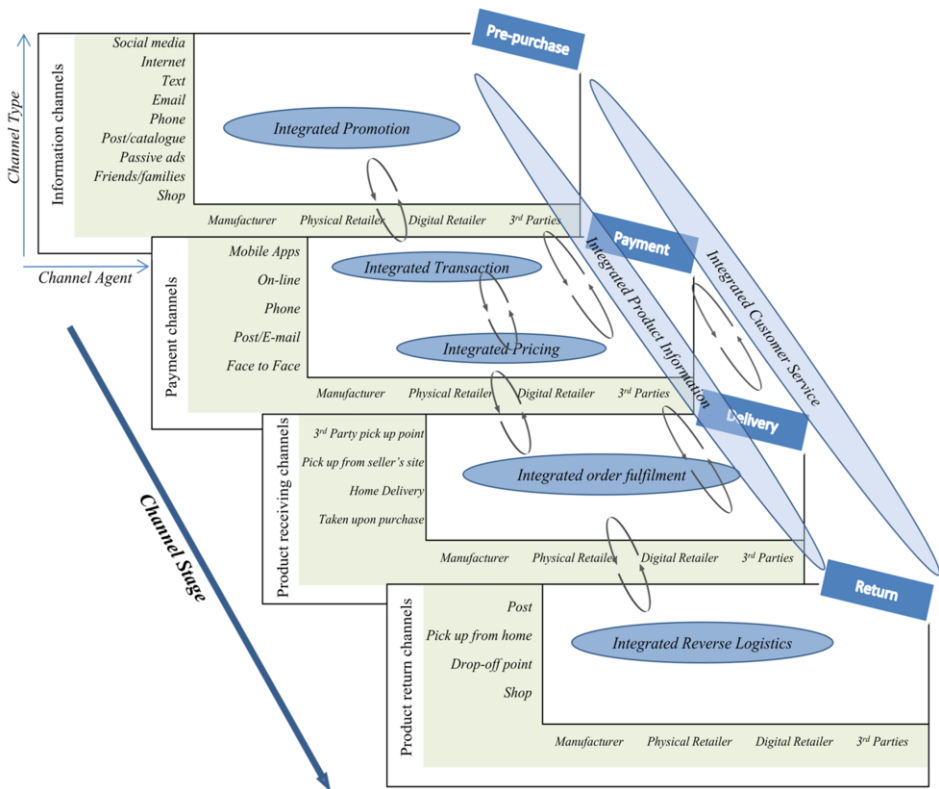 Channel Type
Channel Agent
Channel Stage
Pre-purchase
Information channels
Social media
Internet
Text
Email
Phone
Post/catalogue
Passive ads
Friends/families
Shop
Integrated Promotion
Manufacturer Physical Retailer Digital Retailer 3rd Parties
Payment
Payment channels
Mobile Apps
On-line
Phone
Post/E-mail
Face to Face
Integrated Transaction
Integrated Pricing
Manufacturer Physical Retailer Digital Retailer 3rd Parties
Integrated Product Information
Integrated Customer Service
Delivery
Product receiving channels
3rd Party pick up point
Pick up from seller's site
Home Delivery
Taken upon purchase
Integrated order fulfilment
Manufacturer Physical Retailer Digital Retailer 3rd Parties
Return
Product return channels
Post
Pick up from home
Drop-off point
Shop
Integrated Reverse Logistics
Manufacturer Physical Retailer Digital Retailer 3rd Parties